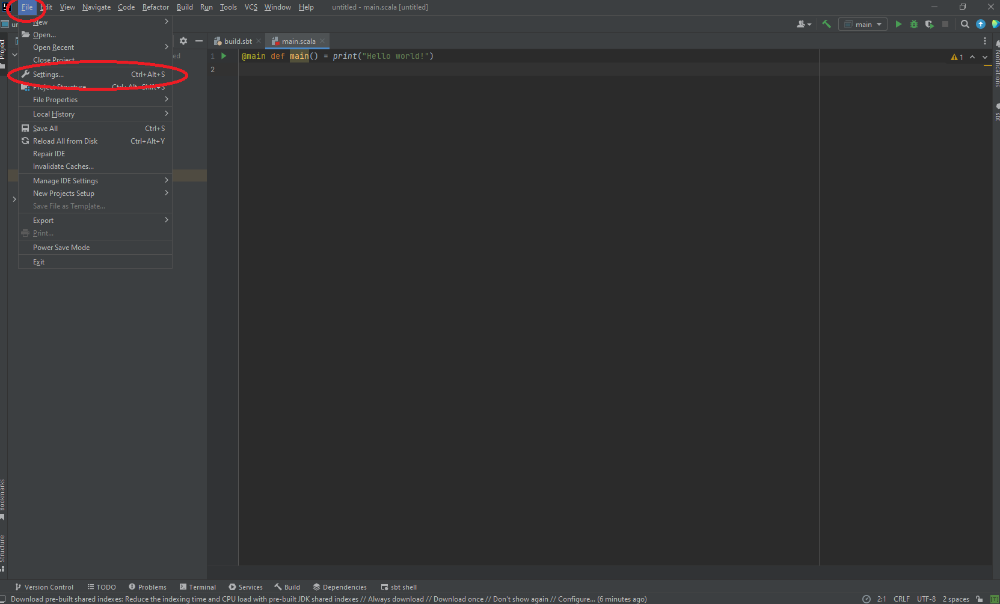 File Edit View Navigate Code Refactor Build Run Tools VCS Window Help untitled - main.scala [untitled]
main
New
Open...
Open Recent
Close Project
Settings... Ctrl+Alt+S
Project Structure... Ctrl+Alt+Shift+S
File Properties
Local History
Save All Ctrl+S
Reload All from Disk Ctrl+Alt+Y
Repair IDE
Invalidate Caches...
Manage IDE Settings
New Projects Setup
Save File as Template...
Export
Print...
Power Save Mode
Exit
Project
Bookmarks
Structure
build.sbt main.scala
1 @main def main() = print("Hello world!")
2
1
Notifications
sbt
Version Control TODO Problems Terminal Services Build Dependencies sbt shell
Download pre-built shared indexes: Reduce the indexing time and CPU load with pre-built JDK shared indexes // Always download // Download once // Don't show again // Configure... (6 minutes ago) 2:1 CRLF UTF-8 2 spaces